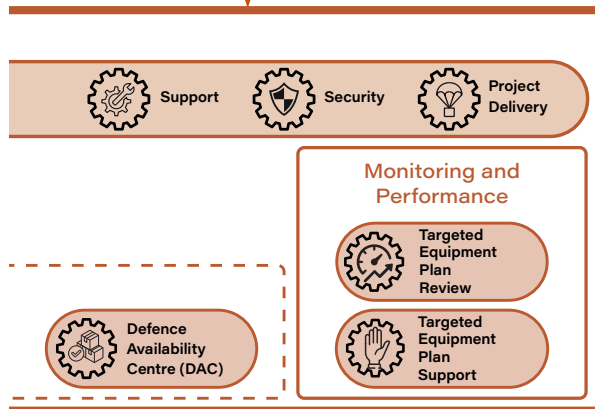 Support
Security
Project
Delivery
Monitoring and
Performance
Targeted
Equipment
Plan
Review
Defence
Availability
Centre (DAC)
Targeted
Equipment
Plan
Support